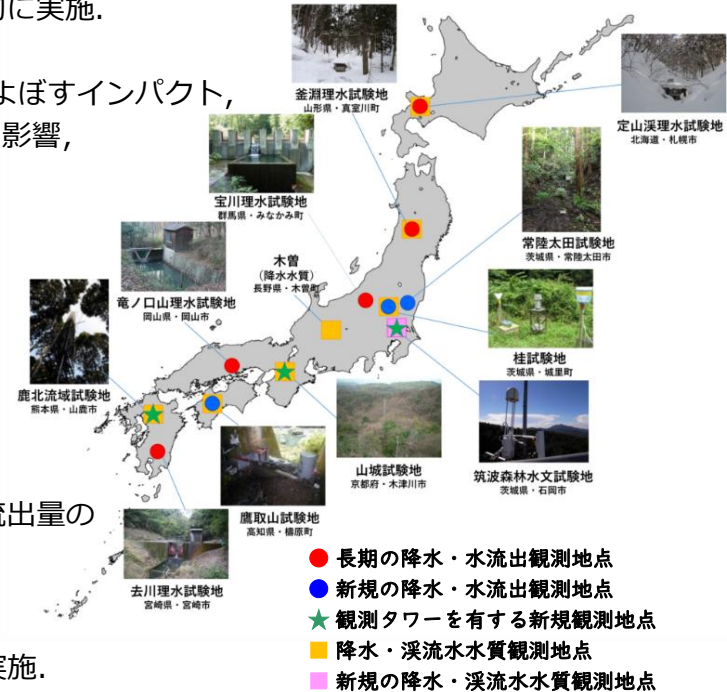 に実施.
よぼすインパクト,
影響,
釜淵理水試験地
山形県・真室川町
定山渓理水試験地
北海道・札幌市
宝川理水試験地
群馬県・みなかみ町
常陸太田試験地
茨城県・常陸太田市
木曽
(降水水質)
長野県・木曽町
竜ノ口山理水試験地
岡山県・岡山市
桂試験地
茨城県・城里町
鹿北流域試験地
熊本県・山鹿市
山城試験地
京都府・木津川市
筑波森林水文試験地
茨城県・石岡市
鷹取山試験地
高知県・檮原町
流出量の
去川理水試験地
宮崎県・宮崎市
長期の降水・水流出観測地点
新規の降水・水流出観測地点
観測タワーを有する新規観測地点
降水・渓流水水質観測地点
新規の降水・渓流水水質観測地点
実施.